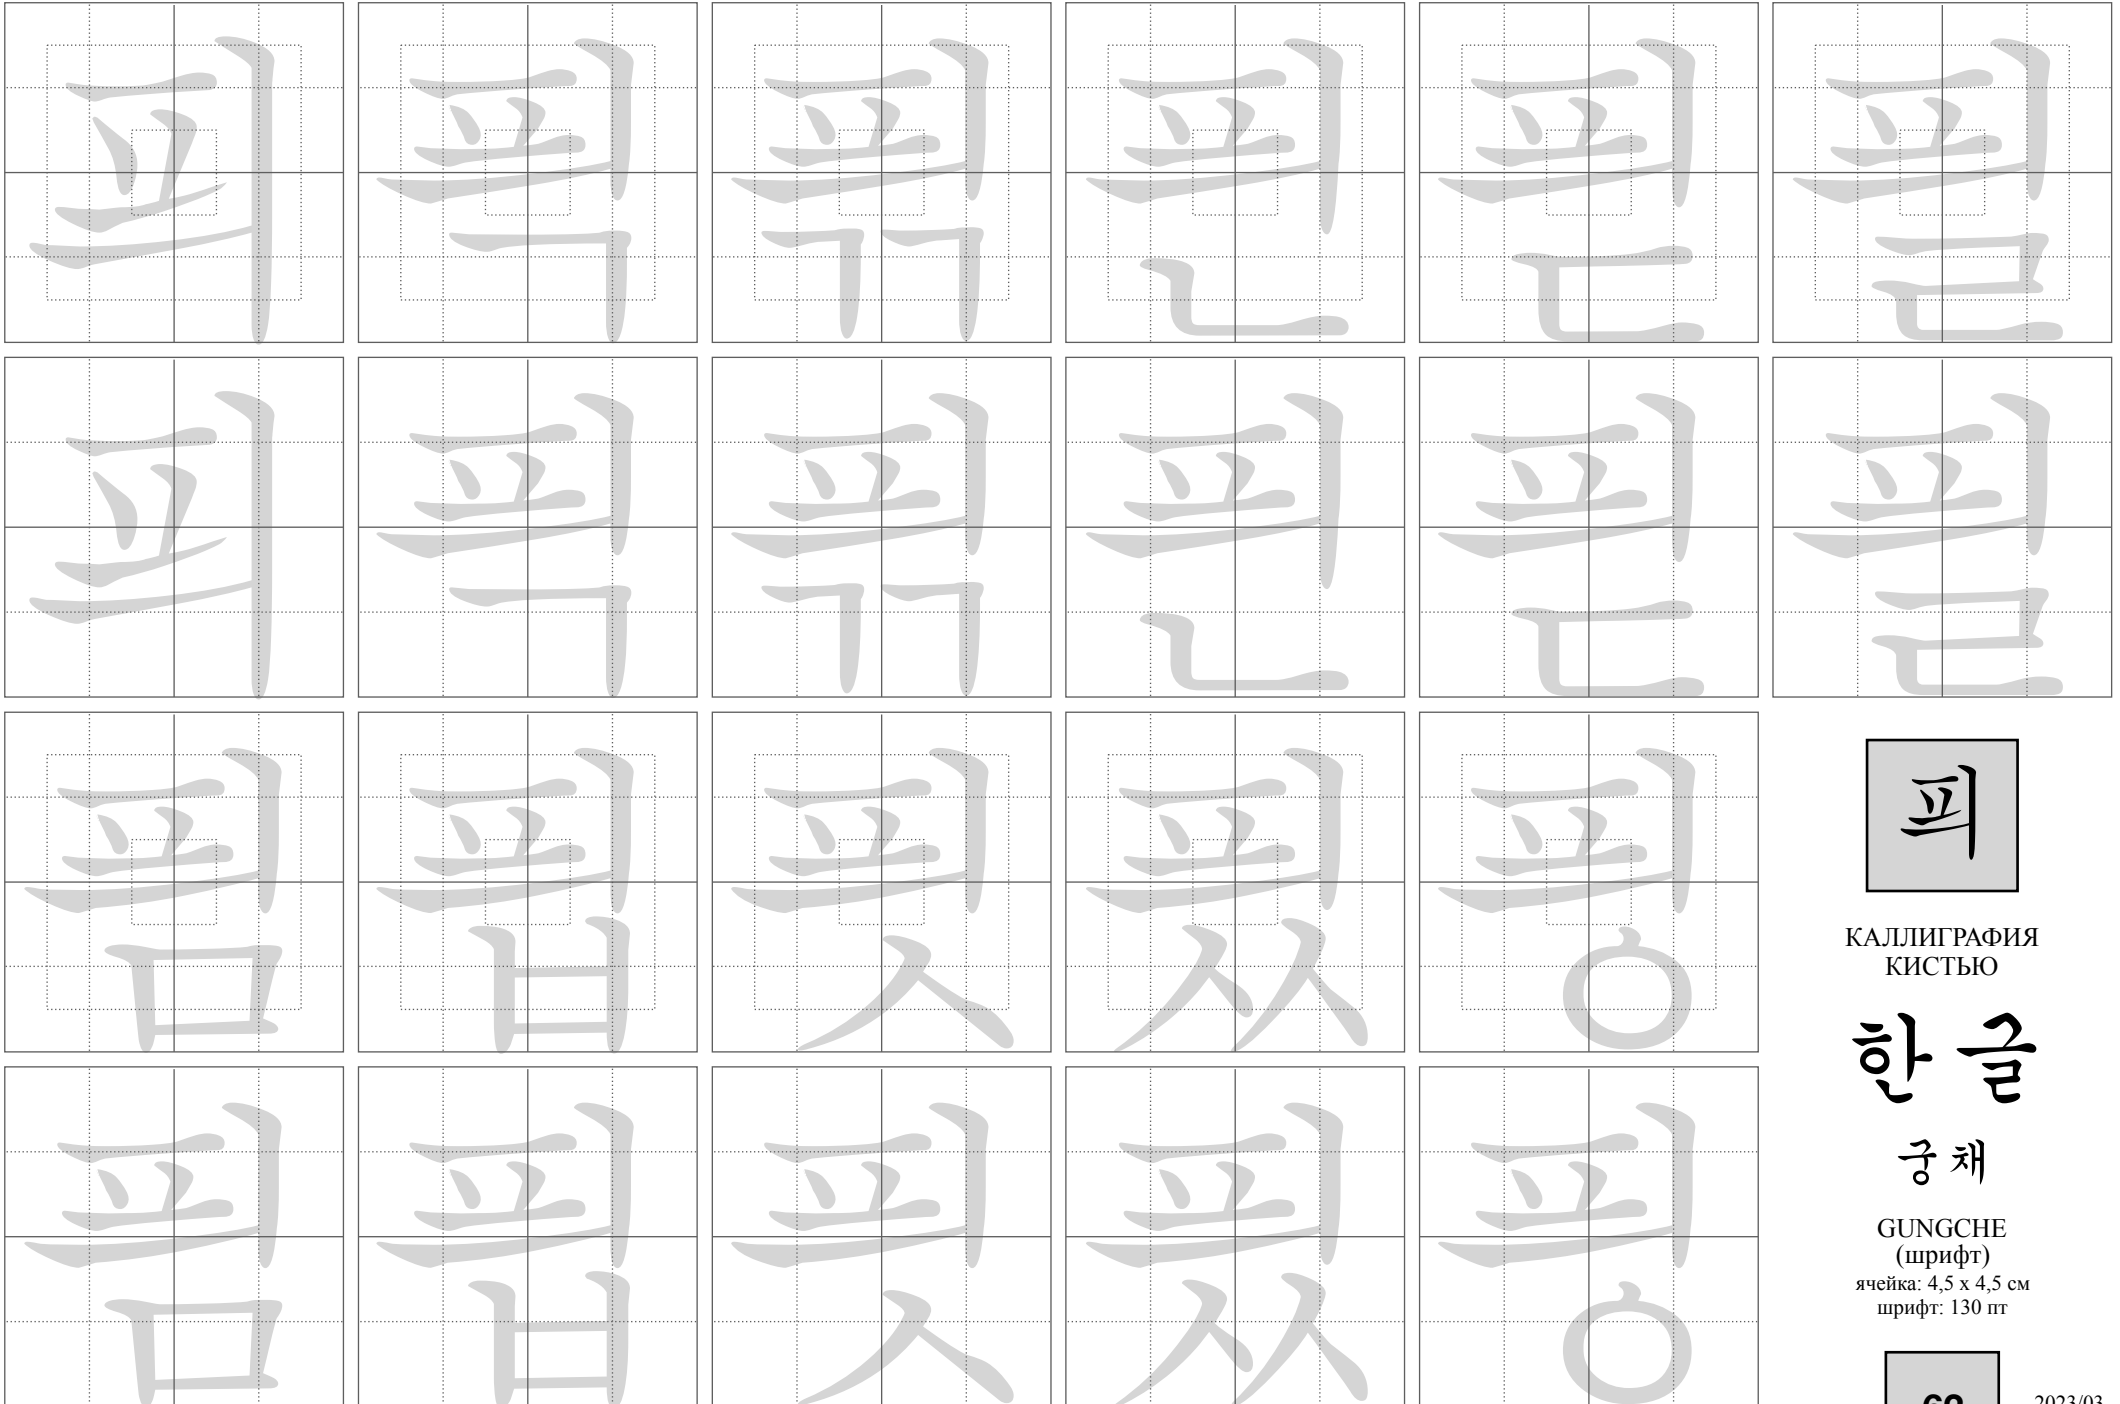 픠 픡 픢 픤 픧 픨
픠 픡 픢 픤 픧 픨
픰 픱 픳 픴 픵
픰 픱 픳 픴 픵
픠
КАЛЛИГРАФИЯ
КИСТЬЮ
한글
궁채
GUNGCHE
(шрифт)
ячейка: 4,5 x 4,5 см
шрифт: 130 пт
2023/03